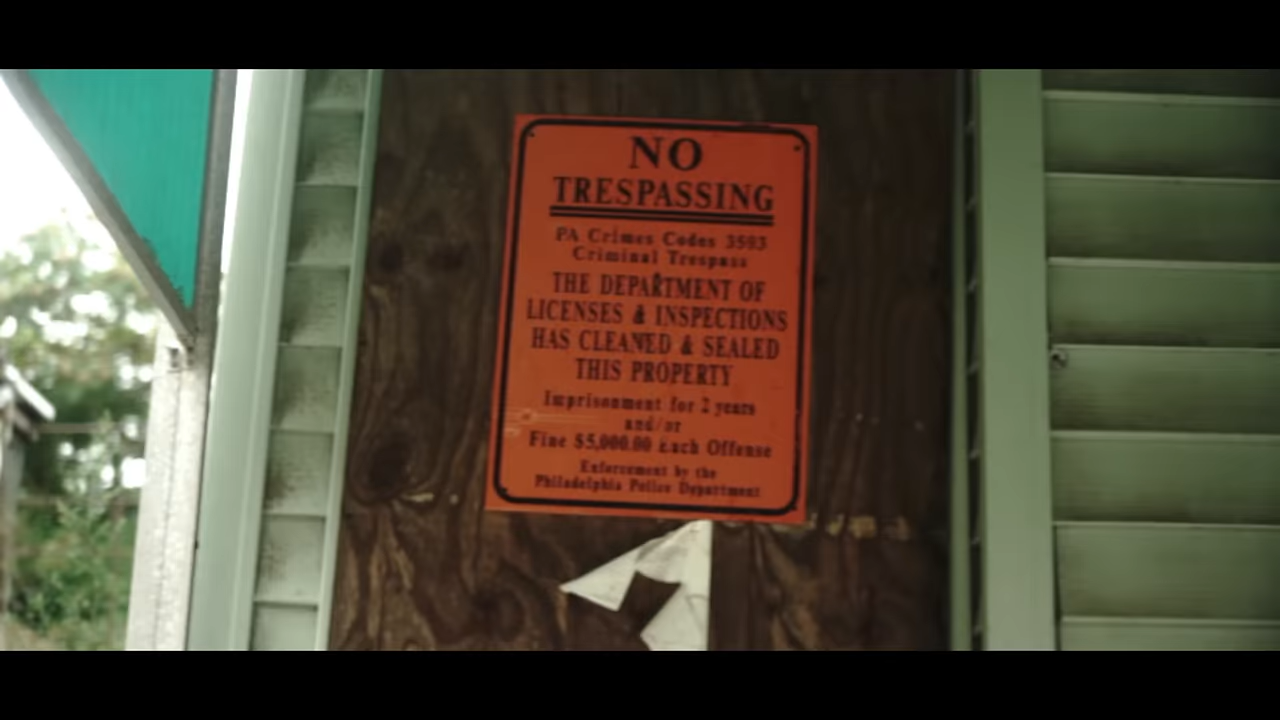 NO
TRESPASSING
PA Crimes Codes 3503
Criminal Trespass
THE DEPARTMENT OF
LICENSES & INSPECTIONS
HAS CLEANED & SEALED
THIS PROPERTY
Imprisonment for 2 years
and/or
Fine $5,000.00 Each Offense
Enforcement by the
Philadelphia Police Department